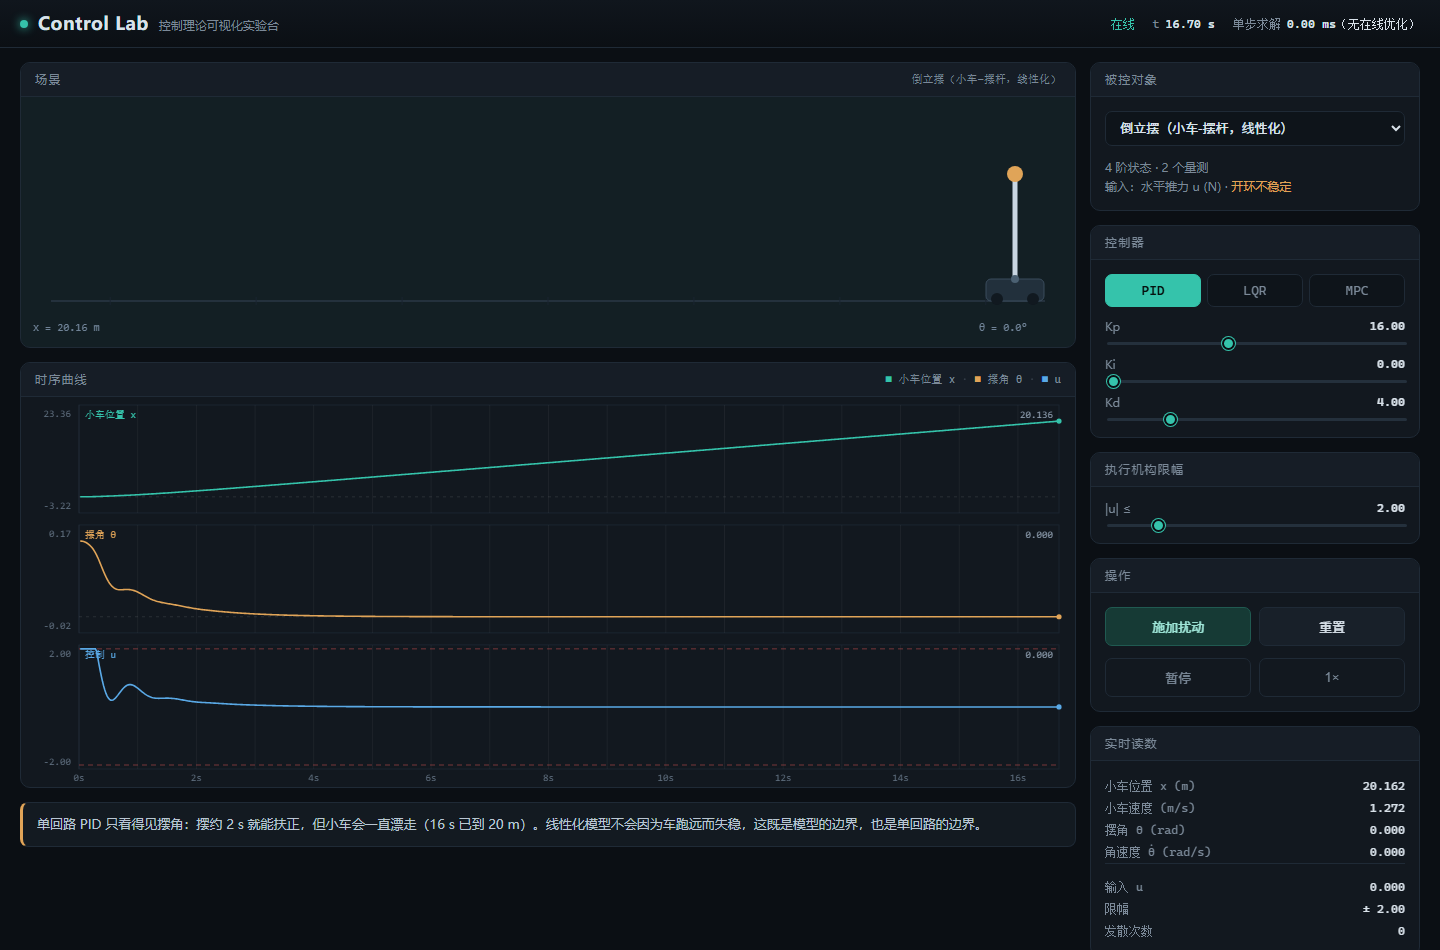 Control Lab 控制理论可视化实验台
在线 t 16.70 s 单步求解 0.00 ms（无在线优化）
场景 倒立摆（小车-摆杆，线性化）
x = 20.16 m θ = 0.0°
时序曲线 小车位置 x · 摆角 θ · u
23.36 小车位置 x 20.136
-3.22
0.17 摆角 θ 0.000
-0.02
2.00 控制 u 0.000
-2.00
0s 2s 4s 6s 8s 10s 12s 14s 16s
单回路 PID 只看得见摆角：摆约 2 s 就能扶正，但小车会一直漂走（16 s 已到 20 m）。线性化模型不会因为车跑远而失稳，这既是模型的边界，也是单回路的边界。
被控对象
倒立摆（小车-摆杆，线性化）
4 阶状态 · 2 个量测
输入：水平推力 u (N) · 开环不稳定
控制器
PID LQR MPC
Kp 16.00
Ki 0.00
Kd 4.00
执行机构限幅
|u| ≤ 2.00
操作
施加扰动 重置
暂停 1×
实时读数
小车位置 x (m) 20.162
小车速度 (m/s) 1.272
摆角 θ (rad) 0.000
角速度 θ̇ (rad/s) 0.000
输入 u 0.000
限幅 ± 2.00
发散次数 0